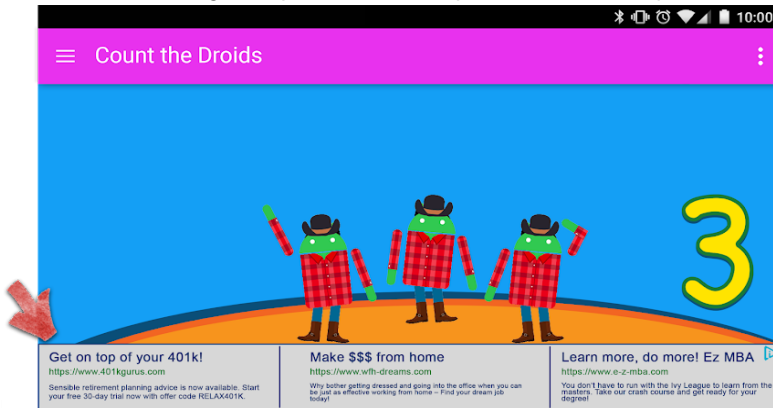 10:00
Count the Droids
3
Get on top of your 401k!
https://www.401kgurus.com
Sensible retirement planning advice is now available. Start
your free 30-day trial now with offer code RELAX401K.
Make $$$ from home
https://www.wfh-dreams.com
Why bother getting dressed and going into the office when you can
be just as effective working from home – Find your dream job
today!
Learn more, do more! Ez MBA
https://www.e-z-mba.com
You don't have to run with the Ivy League to learn from the
masters. Take our crash course and get ready for your
degree!